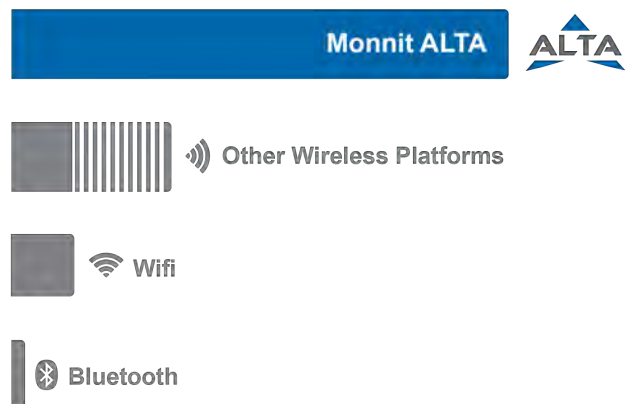 Monnit ALTA
ALTA
Other Wireless Platforms
Wifi
Bluetooth